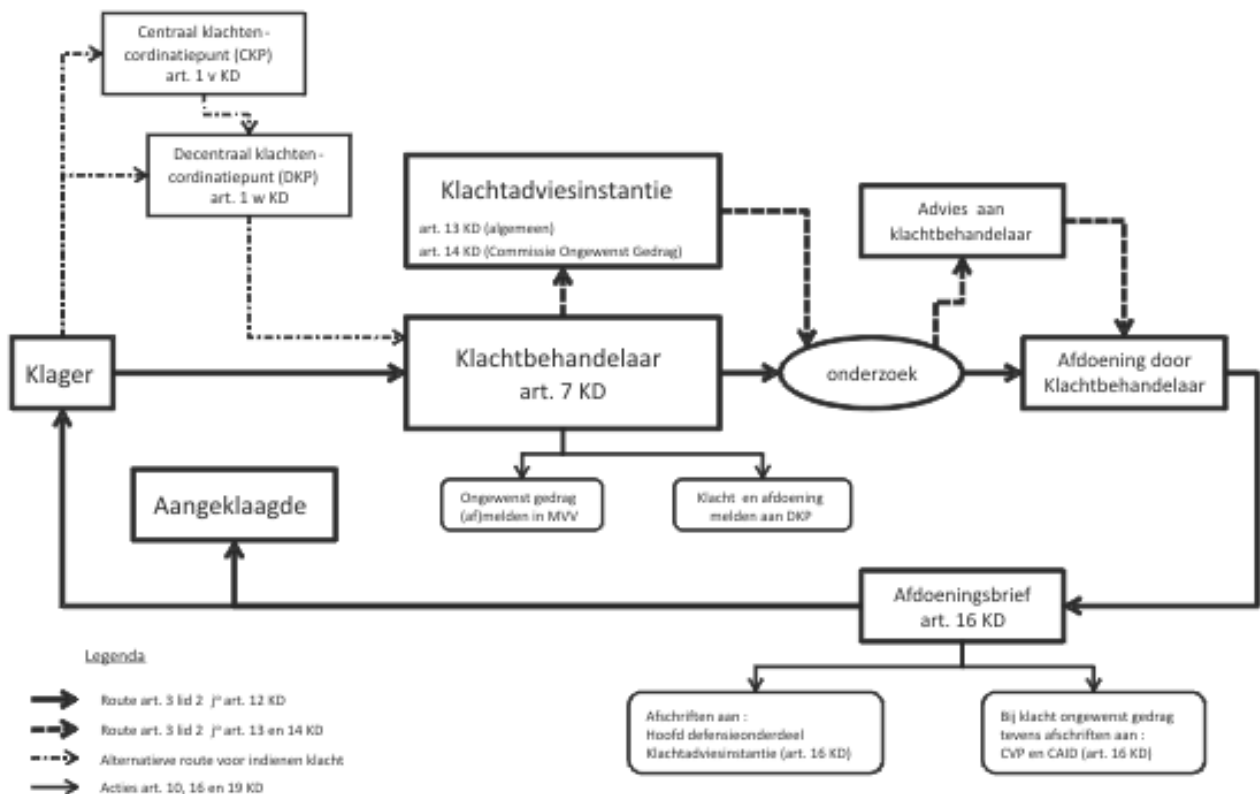 Centraal klachten-
cordinatiepunt (CKP)
art. 1 v KD
Decentraal klachten-
cordinatiepunt (DKP)
art. 1 w KD
Klachtadviesinstantie
art. 13 KD (algemeen)
art. 14 KD (Commissie Ongewenst Gedrag)
Advies aan
klachtbehandelaar
Klager
Klachtbehandelaar
art. 7 KD
onderzoek
Afdoening door
Klachtbehandelaar
Aangeklaagde
Ongewenst gedrag
(af)melden in MVV
Klacht en afdoening
melden aan DKP
Afdoeningsbrief
art. 16 KD
Legenda
Route art. 3 lid 2 jº art. 12 KD
Route art. 3 lid 2 jº art. 13 en 14 KD
Alternatieve route voor indienen klacht
Acties art. 10, 16 en 19 KD
Afschriften aan :
Hoofd defensieonderdeel
Klachtadviesinstantie (art. 16 KD)
Bij klacht ongewenst gedrag
tevens afschriften aan :
CVP en CAID (art. 16 KD)